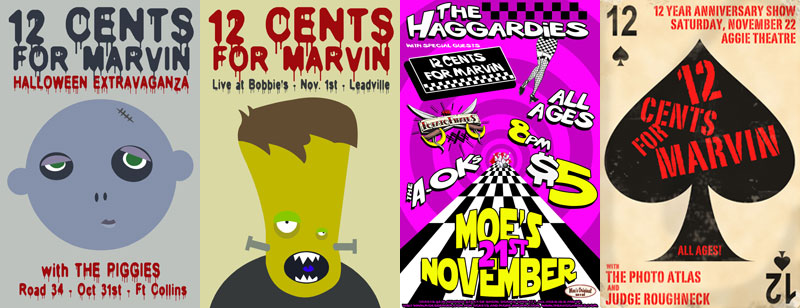 12 CENTS
FOR MARVIN
HALLOWEEN EXTRAVAGANZA
with THE PIGGIES
Road 34 - Oct 31st - Ft Collins
12 CENTS
FOR MARVIN
Live at Bobbie's - Nov. 1st - Leadville
THE
HAGGARDIES
WITH SPECIAL GUESTS
12 CENTS
FOR MARVIN
POTATO PIRATES
ALL
AGES
8PM
$5
THE A-OK's
MOE'S
21ST
NOVEMBER
12
12 YEAR ANNIVERSARY SHOW
SATURDAY, NOVEMBER 22
AGGIE THEATRE
12
CENTS
FOR
MARVIN
ALL AGES!
WITH
THE PHOTO ATLAS
AND
JUDGE ROUGHNECK
12